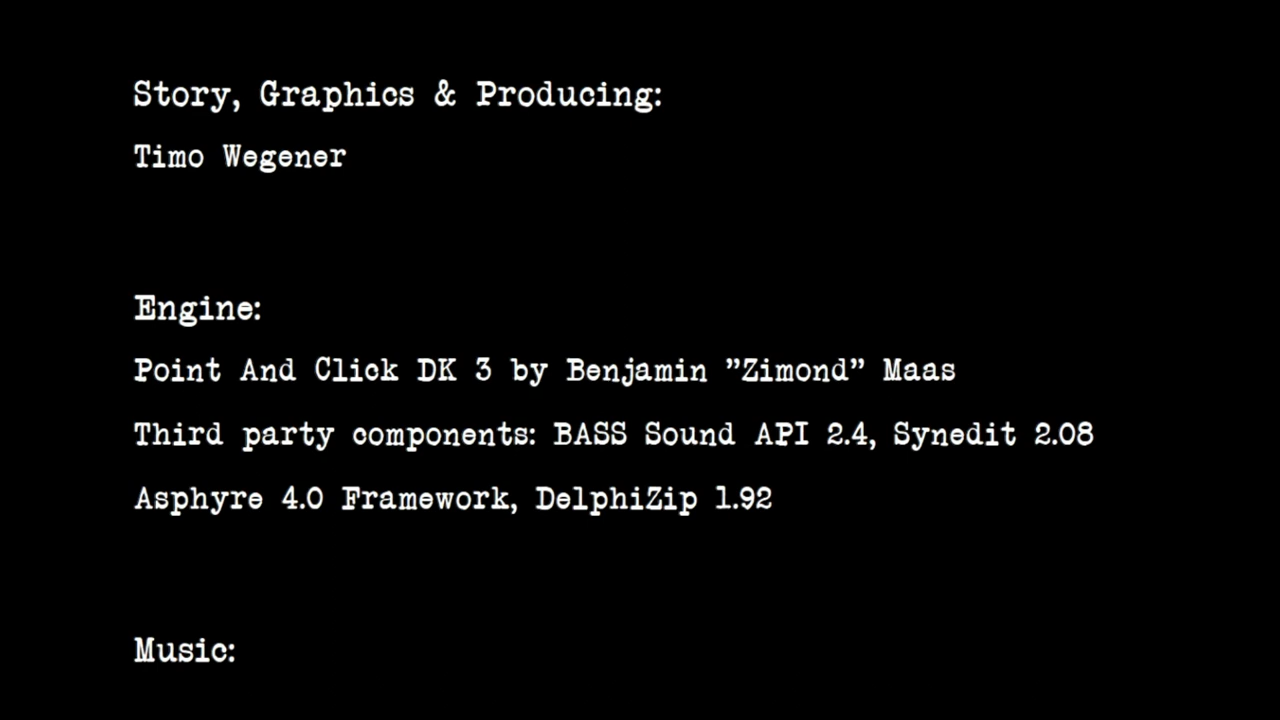 Story, Graphics & Producing:
Timo Wegener
Engine:
Point And Click DK 3 by Benjamin ”Zimond” Maas
Third party components: BASS Sound API 2.4, Synedit 2.08
Asphyre 4.0 Framework, DelphiZip 1.92
Music: